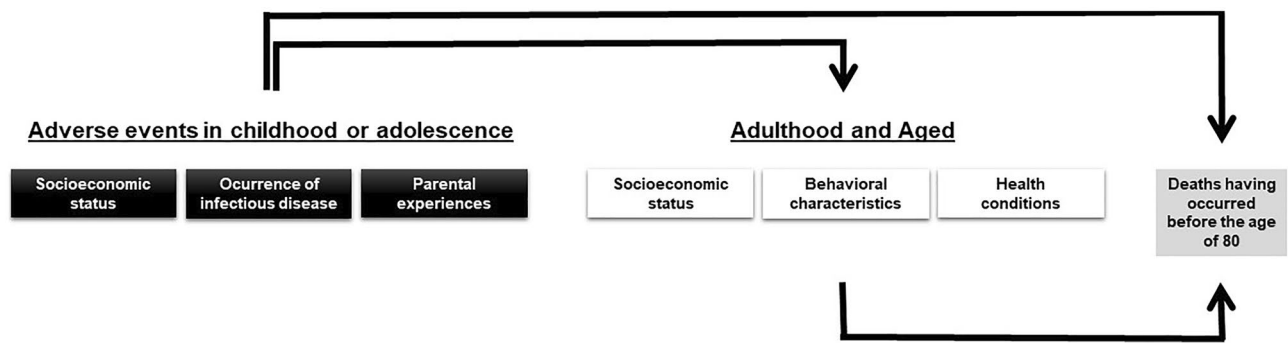 Adverse events in childhood or adolescence
Socioeconomic
status
Ocurrence of
infectious disease
Parental
experiences
Adulthood and Aged
Socioeconomic
status
Behavioral
characteristics
Health
conditions
Deaths having
occurred
before the age
of 80